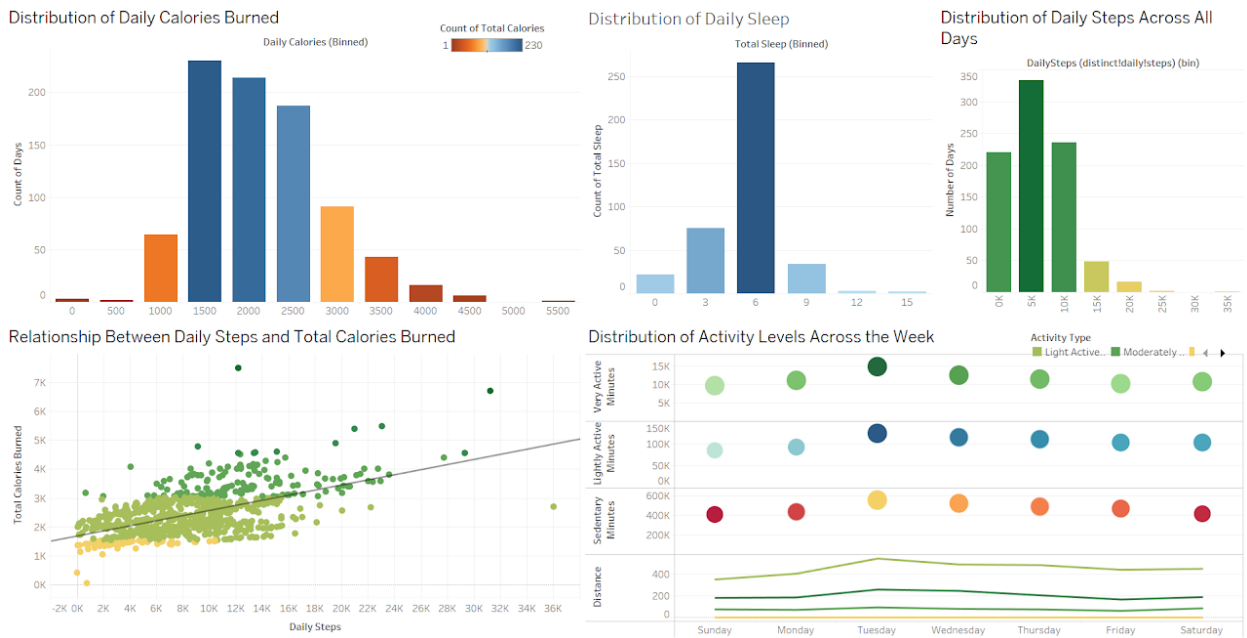 Distribution of Daily Calories Burned
Count of Total Calories
1 230
Daily Calories (Binned)
Count of Days
200
150
100
50
0
0 500 1000 1500 2000 2500 3000 3500 4000 4500 5000 5500
Distribution of Daily Sleep
Total Sleep (Binned)
Count of Total Sleep
250
200
150
100
50
0
0 3 6 9 12 15
Distribution of Daily Steps Across All
Days
DailySteps (distinct!daily!steps) (bin)
Number of Days
350
300
250
200
150
100
50
0
0K 5K 10K 15K 20K 25K 30K 35K
Relationship Between Daily Steps and Total Calories Burned
Total Calories Burned
7K
6K
5K
4K
3K
2K
1K
0K
-2K 0K 2K 4K 6K 8K 10K 12K 14K 16K 18K 20K 22K 24K 26K 28K 30K 32K 34K 36K
Daily Steps
Distribution of Activity Levels Across the Week
Activity Type
Light Active.. Moderately ..
Very Active
Minutes
15K
10K
5K
Lightly Active
Minutes
150K
100K
50K
0K
Sedentary
Minutes
600K
400K
200K
Distance
400
200
0
Sunday Monday Tuesday Wednesday Thursday Friday Saturday